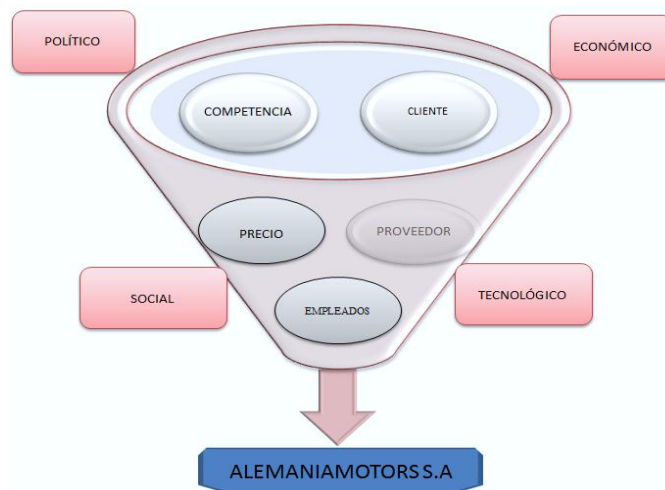 POLÍTICO
ECONÓMICO
COMPETENCIA
CLIENTE
PRECIO
PROVEEDOR
SOCIAL
TECNOLÓGICO
EMPLEADOS
ALEMANIAMOTORS S.A